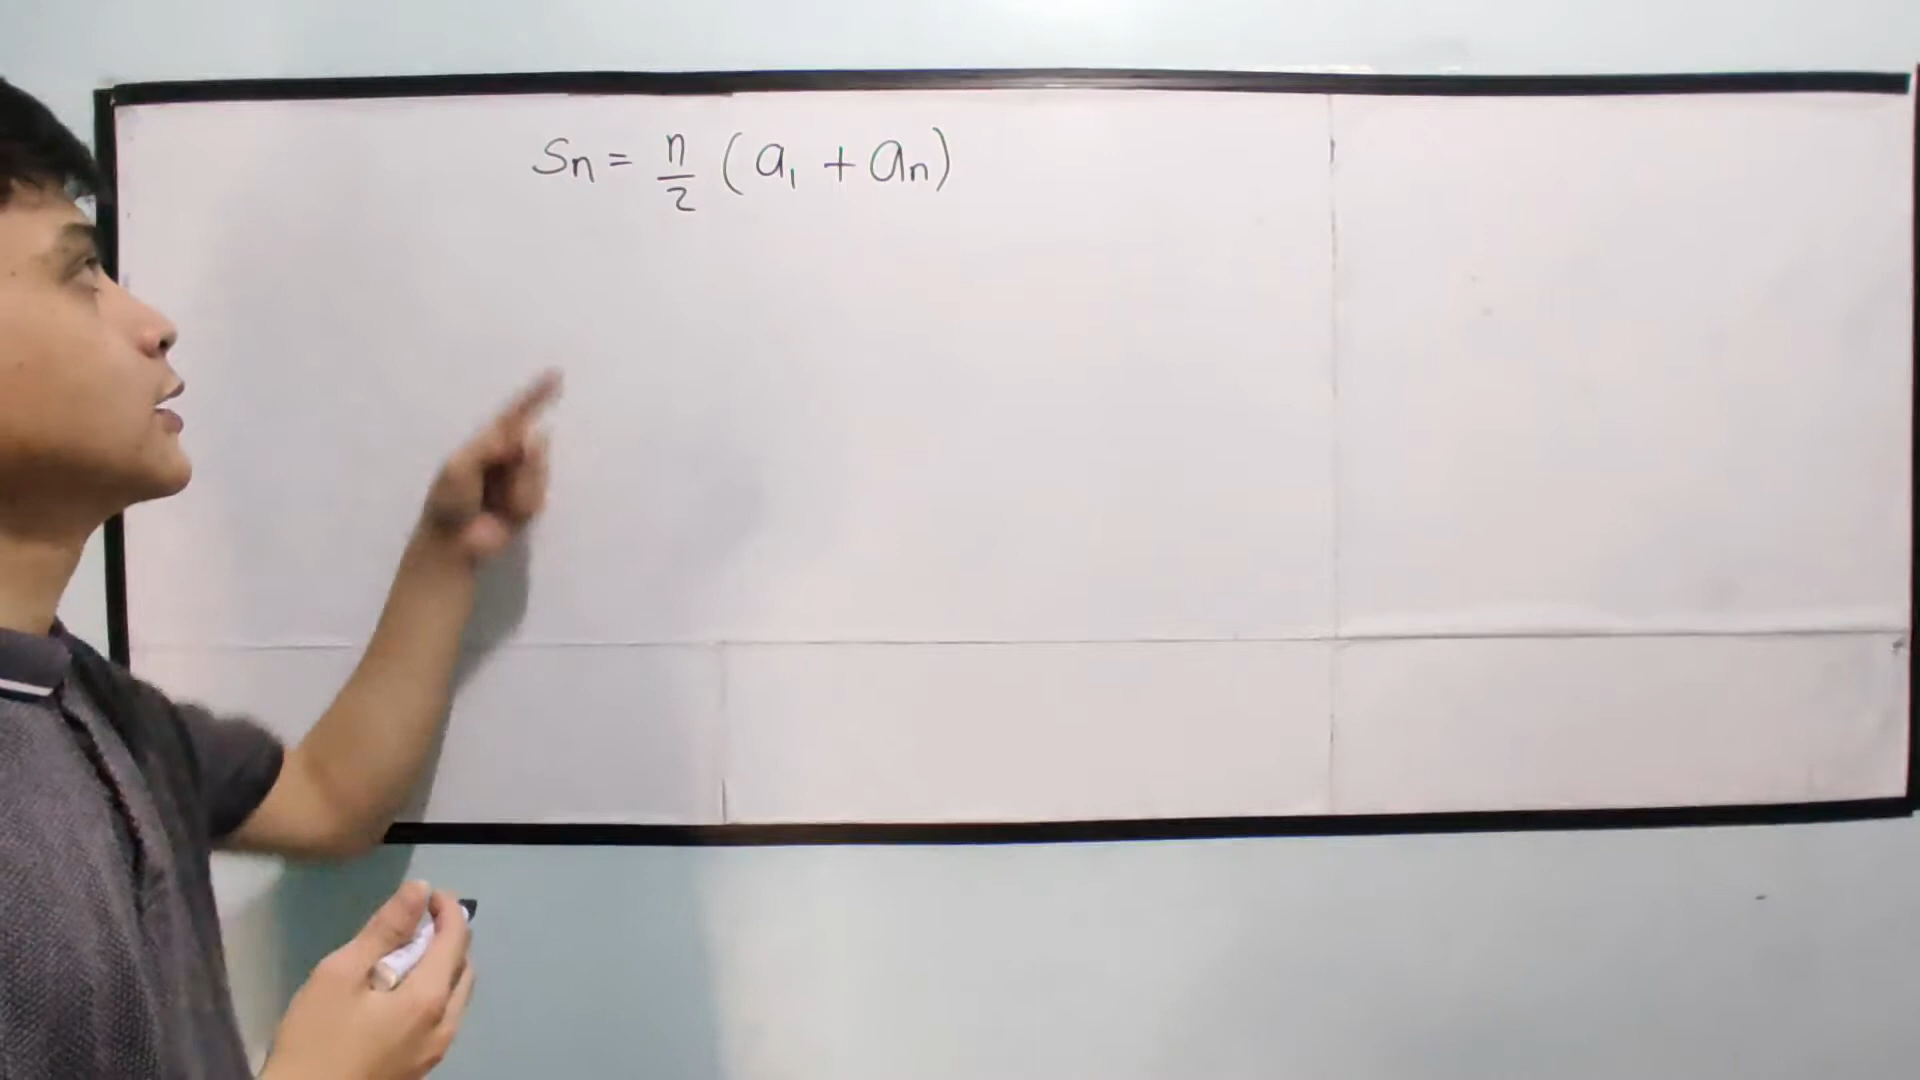 Sn = n/2 (a₁ + an)